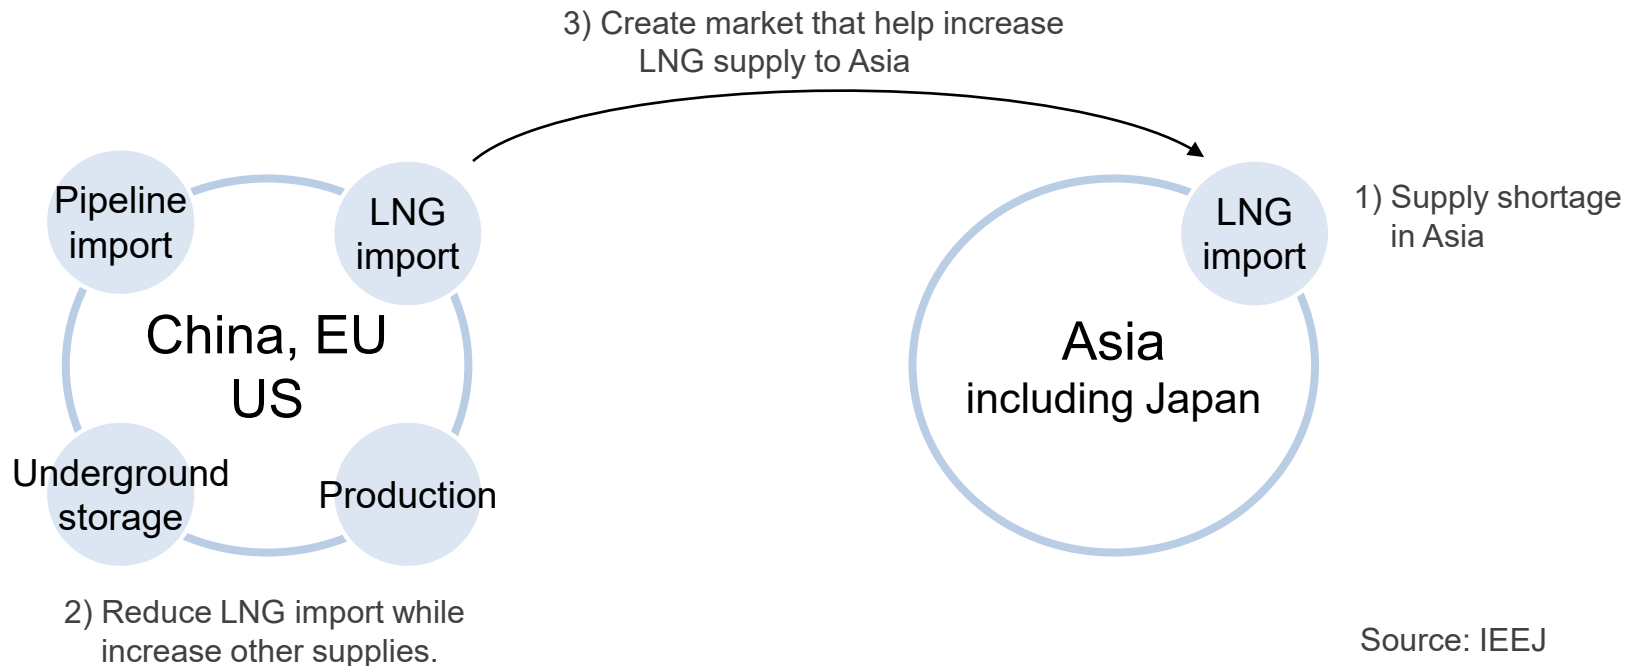 3) Create market that help increase
LNG supply to Asia
Pipeline
import
LNG
import
China, EU
US
Underground
storage
Production
2) Reduce LNG import while
increase other supplies.
LNG
import
1) Supply shortage
in Asia
Asia
including Japan
Source: IEEJ